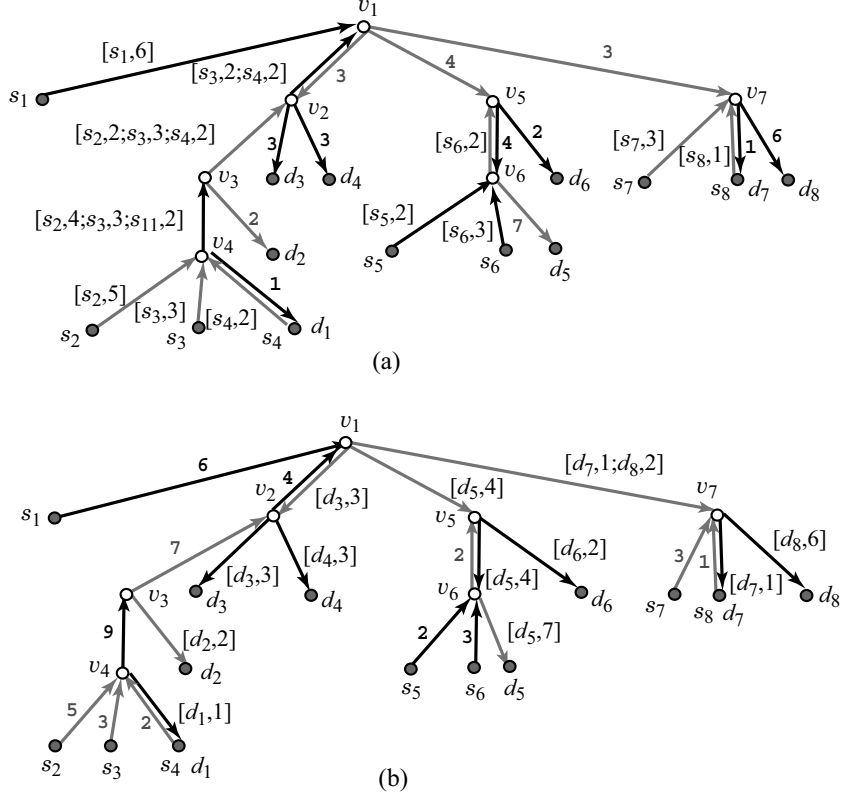 v1
[s1,6]
[s3,2;s4,2]
3
4
3
s1
v2
v5
v7
[s2,2;s3,3;s4,2]
3
3
[s6,2]
4
2
[s7,3]
[s8,1]
1
6
v3
d3
d4
v6
d6
s7
s8
d7
d8
[s2,4;s3,3;s11,2]
2
[s5,2]
[s6,3]
7
v4
d2
s5
s6
d5
[s2,5]
[s3,3]
[s4,2]
1
s2
s3
s4
d1
(a)
v1
6
4
[d3,3]
[d7,1;d8,2]
s1
v2
[d5,4]
v5
v7
7
[d3,3]
[d4,3]
2
[d5,4]
[d6,2]
3
1
[d7,1]
[d8,6]
v3
d3
d4
v6
d6
s7
s8
d7
d8
9
[d2,2]
2
3
[d5,7]
v4
d2
s5
s6
d5
5
3
2
[d1,1]
s2
s3
s4
d1
(b)